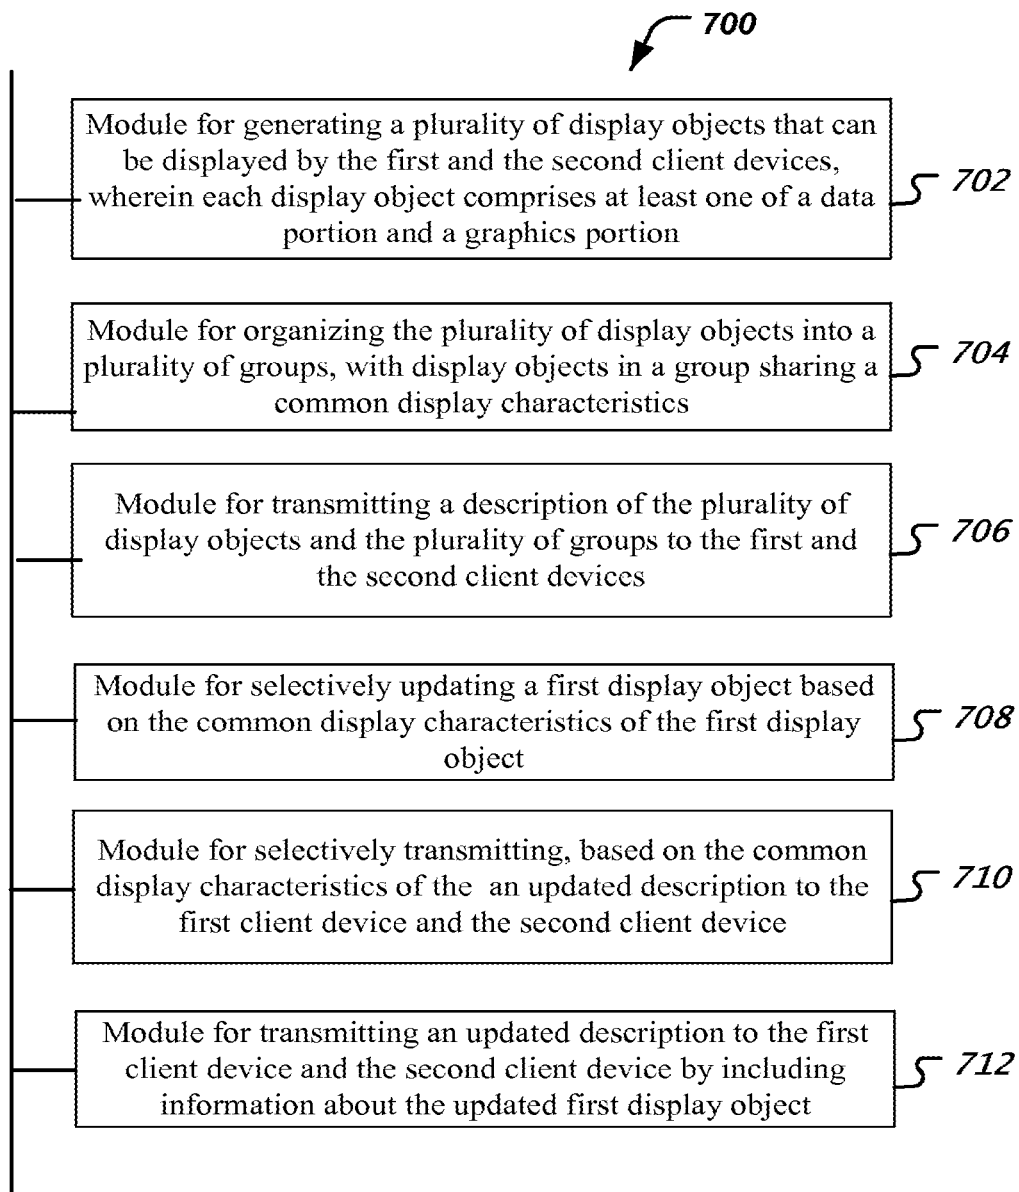 700
Module for generating a plurality of display objects that can
be displayed by the first and the second client devices,
wherein each display object comprises at least one of a data
portion and a graphics portion
702
Module for organizing the plurality of display objects into a
plurality of groups, with display objects in a group sharing a
common display characteristics
704
Module for transmitting a description of the plurality of
display objects and the plurality of groups to the first and
the second client devices
706
Module for selectively updating a first display object based
on the common display characteristics of the first display
object
708
Module for selectively transmitting, based on the common
display characteristics of the an updated description to the
first client device and the second client device
710
Module for transmitting an updated description to the first
client device and the second client device by including
information about the updated first display object
712